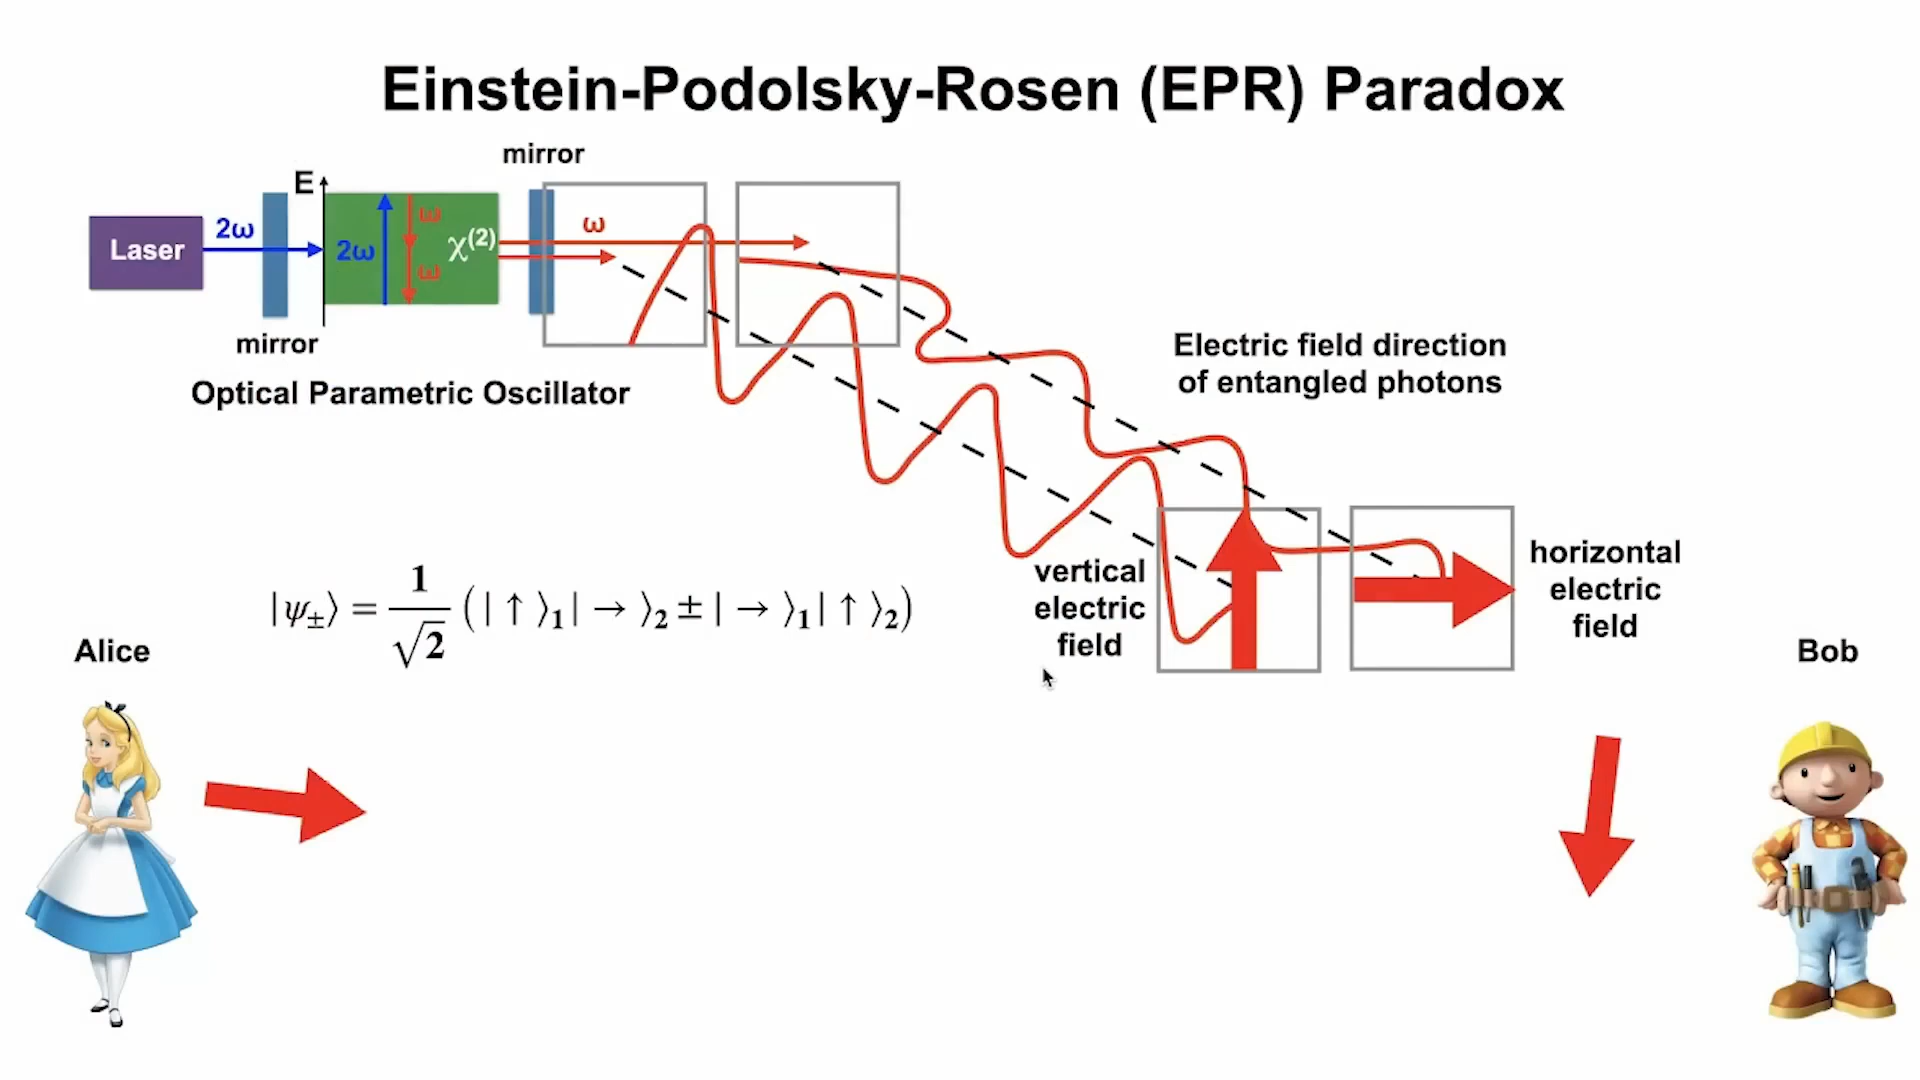 Einstein-Podolsky-Rosen (EPR) Paradox
mirror
E
Laser
2ω
2ω
ω
ω
χ(2)
ω
mirror
Optical Parametric Oscillator
Electric field direction
of entangled photons
|ψ±⟩ = 1/√2 (|↑⟩1|→⟩2 ± |→⟩1|↑⟩2)
vertical
electric
field
horizontal
electric
field
Alice
Bob